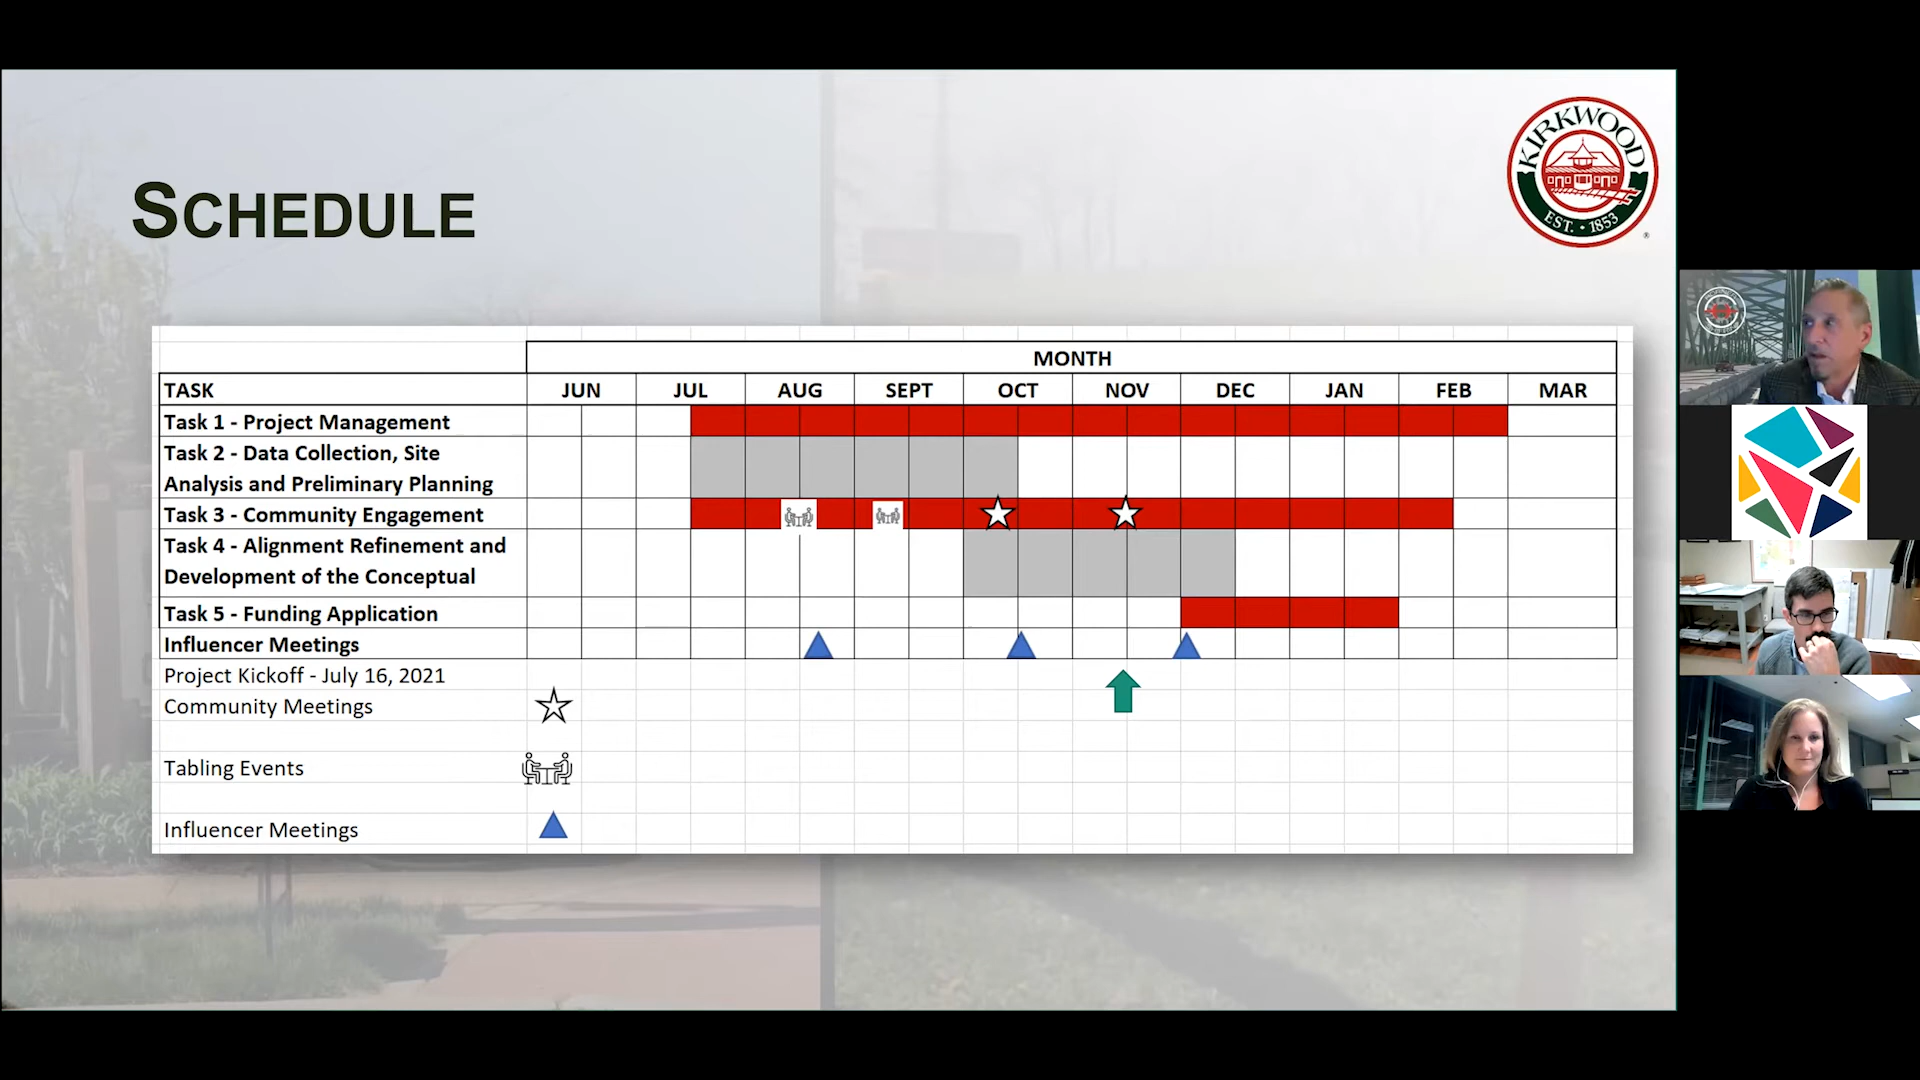 SCHEDULE
KIRKWOOD
EST. • 1853
®
MONTH
TASK JUN JUL AUG SEPT OCT NOV DEC JAN FEB MAR
Task 1 - Project Management
Task 2 - Data Collection, Site
Analysis and Preliminary Planning
Task 3 - Community Engagement
Task 4 - Alignment Refinement and
Development of the Conceptual
Task 5 - Funding Application
Influencer Meetings
Project Kickoff - July 16, 2021
Community Meetings
Tabling Events
Influencer Meetings